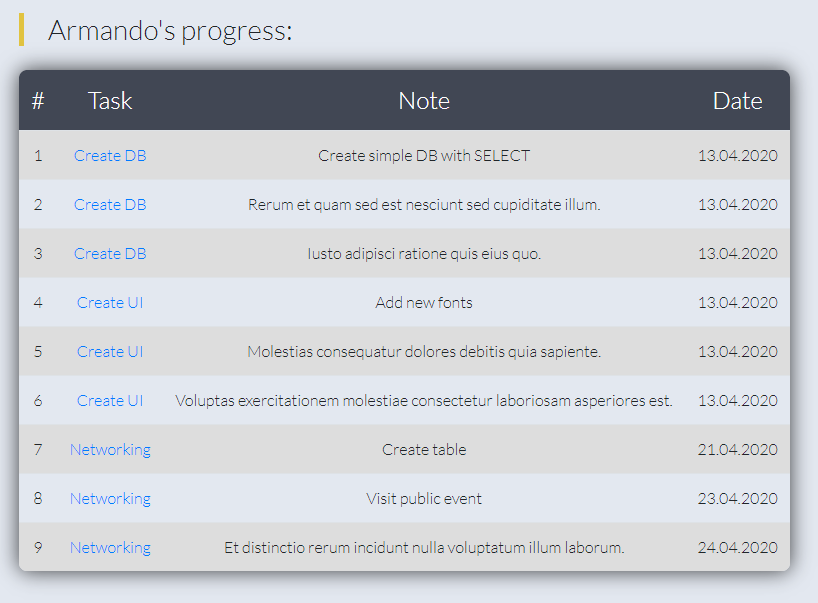 Armando's progress:
# Task Note Date
1 Create DB Create simple DB with SELECT 13.04.2020
2 Create DB Rerum et quam sed est nesciunt sed cupiditate illum. 13.04.2020
3 Create DB Iusto adipisci ratione quis eius quo. 13.04.2020
4 Create UI Add new fonts 13.04.2020
5 Create UI Molestias consequatur dolores debitis quia sapiente. 13.04.2020
6 Create UI Voluptas exercitationem molestiae consectetur laboriosam asperiores est. 13.04.2020
7 Networking Create table 21.04.2020
8 Networking Visit public event 23.04.2020
9 Networking Et distinctio rerum incidunt nulla voluptatum illum laborum. 24.04.2020